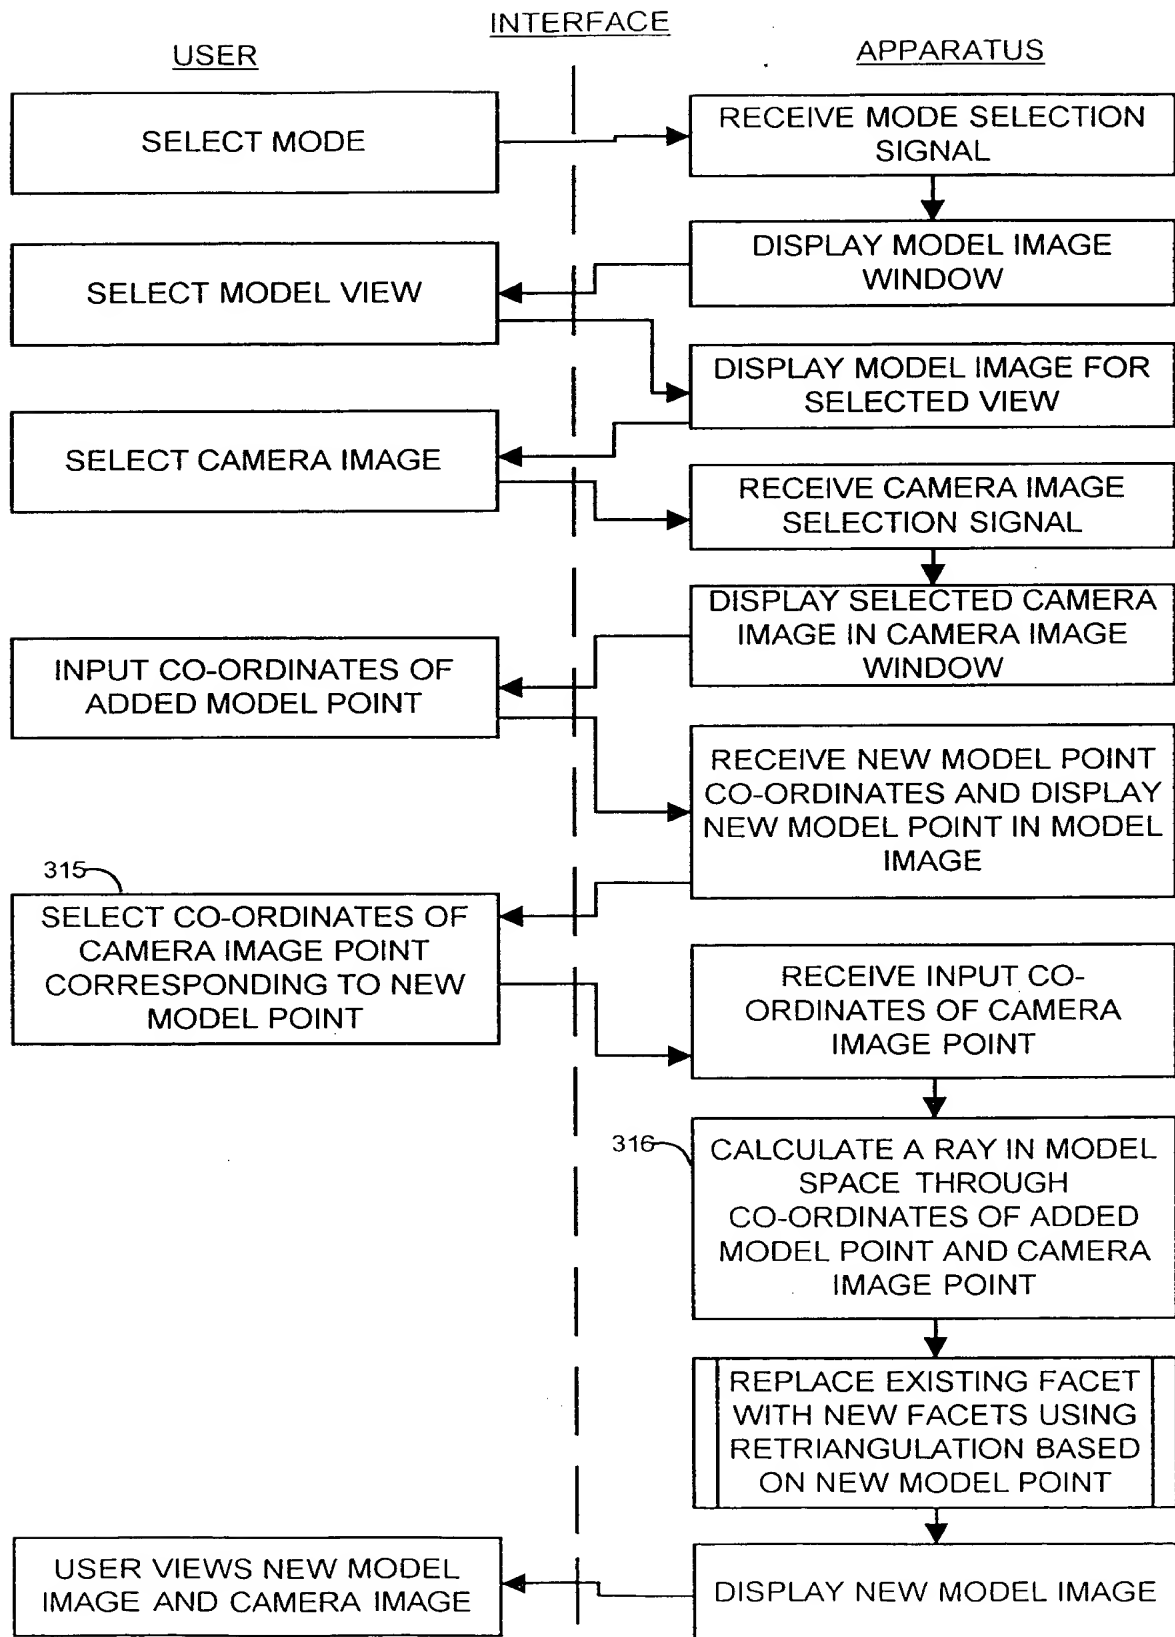 INTERFACE
USER
APPARATUS
SELECT MODE
RECEIVE MODE SELECTION
SIGNAL
DISPLAY MODEL IMAGE
WINDOW
SELECT MODEL VIEW
DISPLAY MODEL IMAGE FOR
SELECTED VIEW
SELECT CAMERA IMAGE
RECEIVE CAMERA IMAGE
SELECTION SIGNAL
DISPLAY SELECTED CAMERA
IMAGE IN CAMERA IMAGE
WINDOW
INPUT CO-ORDINATES OF
ADDED MODEL POINT
RECEIVE NEW MODEL POINT
CO-ORDINATES AND DISPLAY
NEW MODEL POINT IN MODEL
IMAGE
315
SELECT CO-ORDINATES OF
CAMERA IMAGE POINT
CORRESPONDING TO NEW
MODEL POINT
RECEIVE INPUT CO-
ORDINATES OF CAMERA
IMAGE POINT
316
CALCULATE A RAY IN MODEL
SPACE THROUGH
CO-ORDINATES OF ADDED
MODEL POINT AND CAMERA
IMAGE POINT
REPLACE EXISTING FACET
WITH NEW FACETS USING
RETRIANGULATION BASED
ON NEW MODEL POINT
USER VIEWS NEW MODEL
IMAGE AND CAMERA IMAGE
DISPLAY NEW MODEL IMAGE